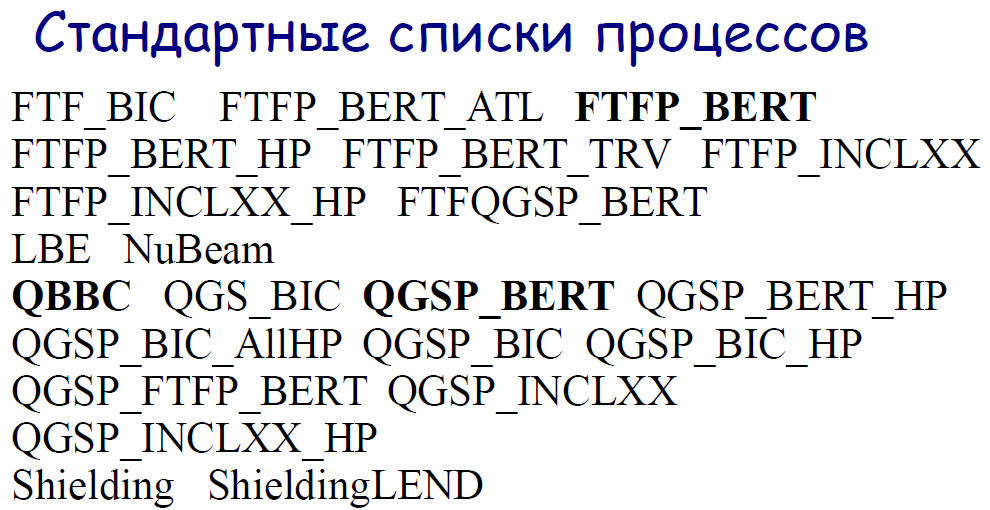 Стандартные списки процессов
FTF_BIC FTFP_BERT_ATL FTFP_BERT
FTFP_BERT_HP FTFP_BERT_TRV FTFP_INCLXX
FTFP_INCLXX_HP FTFQGSP_BERT
LBE NuBeam
QBBC QGS_BIC QGSP_BERT QGSP_BERT_HP
QGSP_BIC_AllHP QGSP_BIC QGSP_BIC_HP
QGSP_FTFP_BERT QGSP_INCLXX
QGSP_INCLXX_HP
Shielding ShieldingLEND